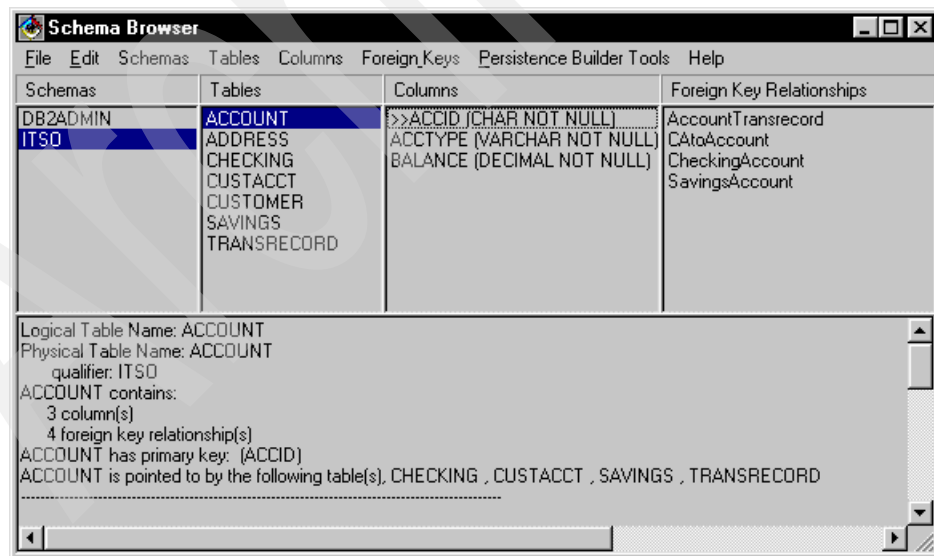 Schema Browser
File Edit Schemas Tables Columns Foreign_Keys Persistence Builder Tools Help
Schemas Tables Columns Foreign Key Relationships
DB2ADMIN ACCOUNT >>ACCID (CHAR NOT NULL) AccountTransrecord
ITSO ADDRESS ACCTYPE (VARCHAR NOT NULL) CAtoAccount
CHECKING BALANCE (DECIMAL NOT NULL) CheckingAccount
CUSTACCT SavingsAccount
CUSTOMER
SAVINGS
TRANSRECORD
Logical Table Name: ACCOUNT
Physical Table Name: ACCOUNT
qualifier: ITSO
ACCOUNT contains:
3 column(s)
4 foreign key relationship(s)
ACCOUNT has primary key: (ACCID)
ACCOUNT is pointed to by the following table(s), CHECKING , CUSTACCT , SAVINGS , TRANSRECORD
--------------------------------------------------------------------------------